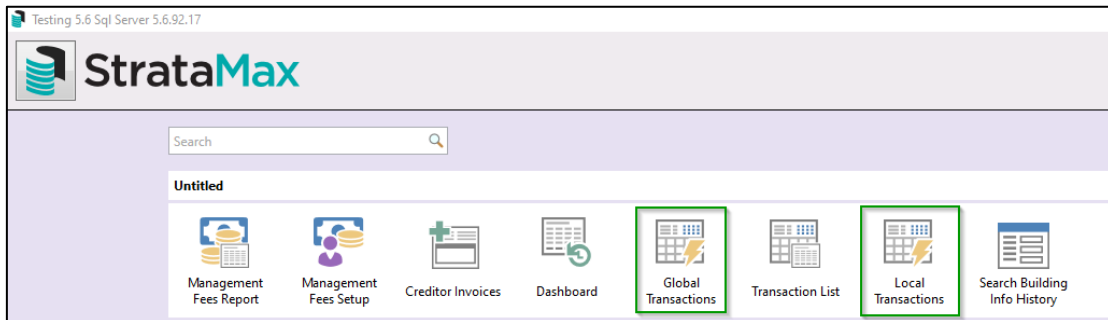 Testing 5.6 Sql Server 5.6.92.17
StrataMax
Search
Untitled
Management
Fees Report
Management
Fees Setup
Creditor Invoices
Dashboard
Global
Transactions
Transaction List
Local
Transactions
Search Building
Info History